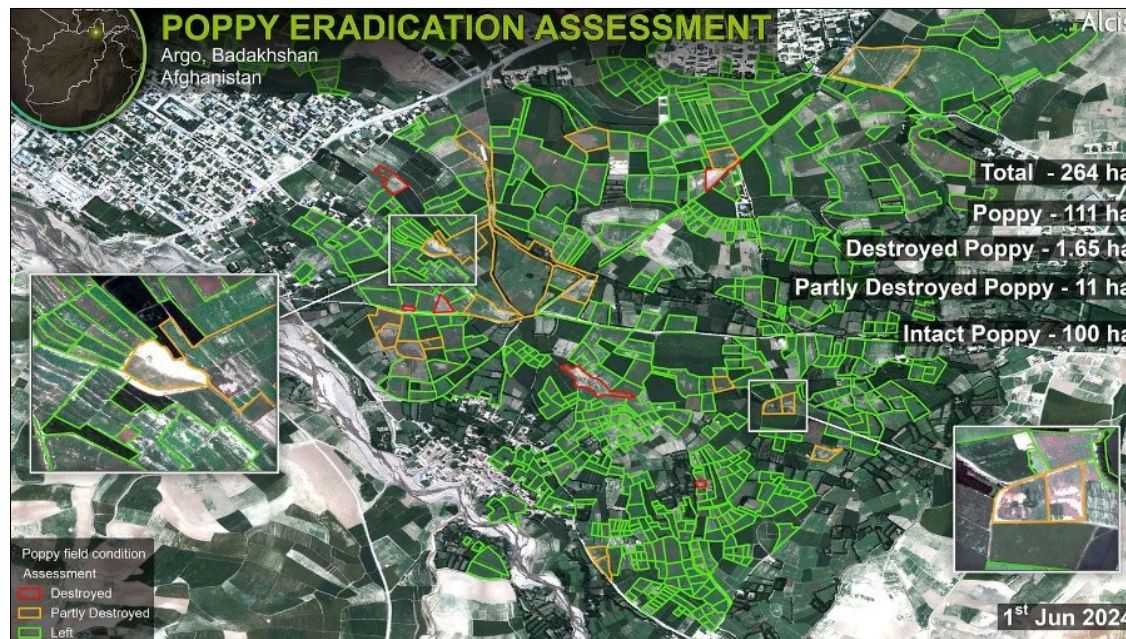 POPPY ERADICATION ASSESSMENT
Argo, Badakhshan
Afghanistan
Alcis
Total - 264 ha
Poppy - 111 ha
Destroyed Poppy - 1.65 ha
Partly Destroyed Poppy - 11 ha
Intact Poppy - 100 ha
Poppy field condition
Assessment
Destroyed
Partly Destroyed
Left
1st Jun 2024